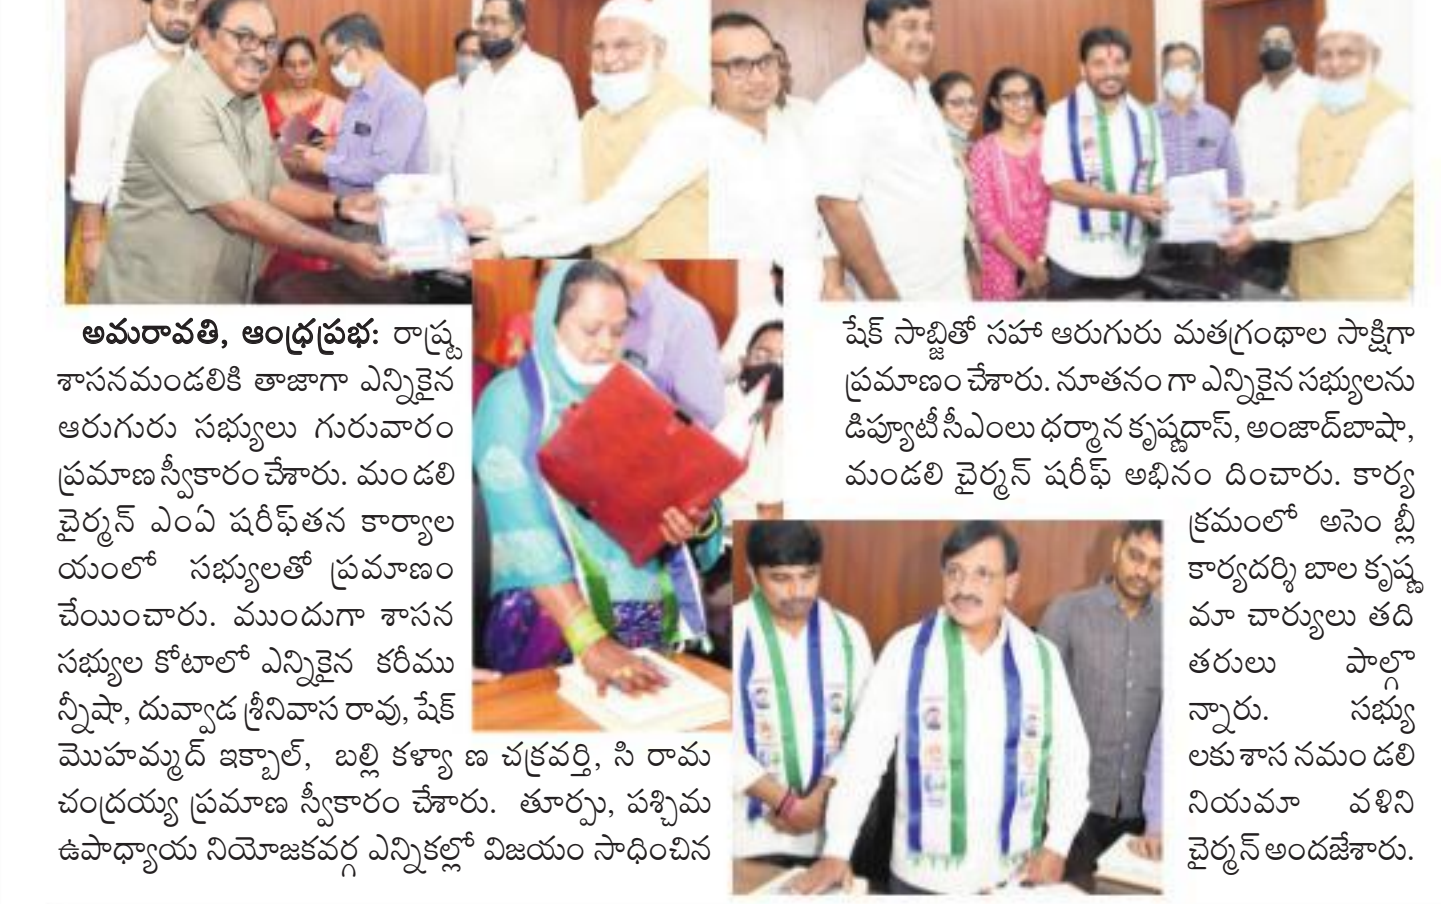 అమరావతి, ఆంధ్రప్రభ: రాష్ట్ర
శాసనమండలికి తాజాగా ఎన్నికైన
ఆరుగురు సభ్యులు గురువారం
ప్రమాణస్వీకారంచేశారు. మండలి
చైర్మన్ ఎంఏ షరీఫ్‌తన కార్యాల
యంలో సభ్యులతో ప్రమాణం
చేయించారు. ముందుగా శాసన
సభ్యుల కోటాలో ఎన్నికైన కరీము
న్నీషా, దువ్వాడ శ్రీనివాస రావు, షేక్
మొహమ్మద్ ఇక్బాల్, బల్లి కళ్యా ణ చక్రవర్తి, సి రామ
చంద్రయ్య ప్రమాణ స్వీకారం చేశారు. తూర్పు, పశ్చిమ
ఉపాధ్యాయ నియోజకవర్గ ఎన్నికల్లో విజయం సాధించిన
షేక్ సాబ్జితో సహా ఆరుగురు మతగ్రంథాల సాక్షిగా
ప్రమాణంచేశారు. నూతనం గా ఎన్నికైన సభ్యులను
డిప్యూటీసీఎంలు ధర్మాన కృష్ణదాస్, అంజాద్‌బాషా,
మండలి చైర్మన్ షరీఫ్ అభినం దించారు. కార్య
క్రమంలో అసెం బ్లీ
కార్యదర్శి బాల కృష్ణ
మా చార్యులు తది
తరులు పాల్గొ
న్నారు. సభ్యు
లకు శాస నమం డలి
నియమా వళిని
చైర్మన్ అందజేశారు.